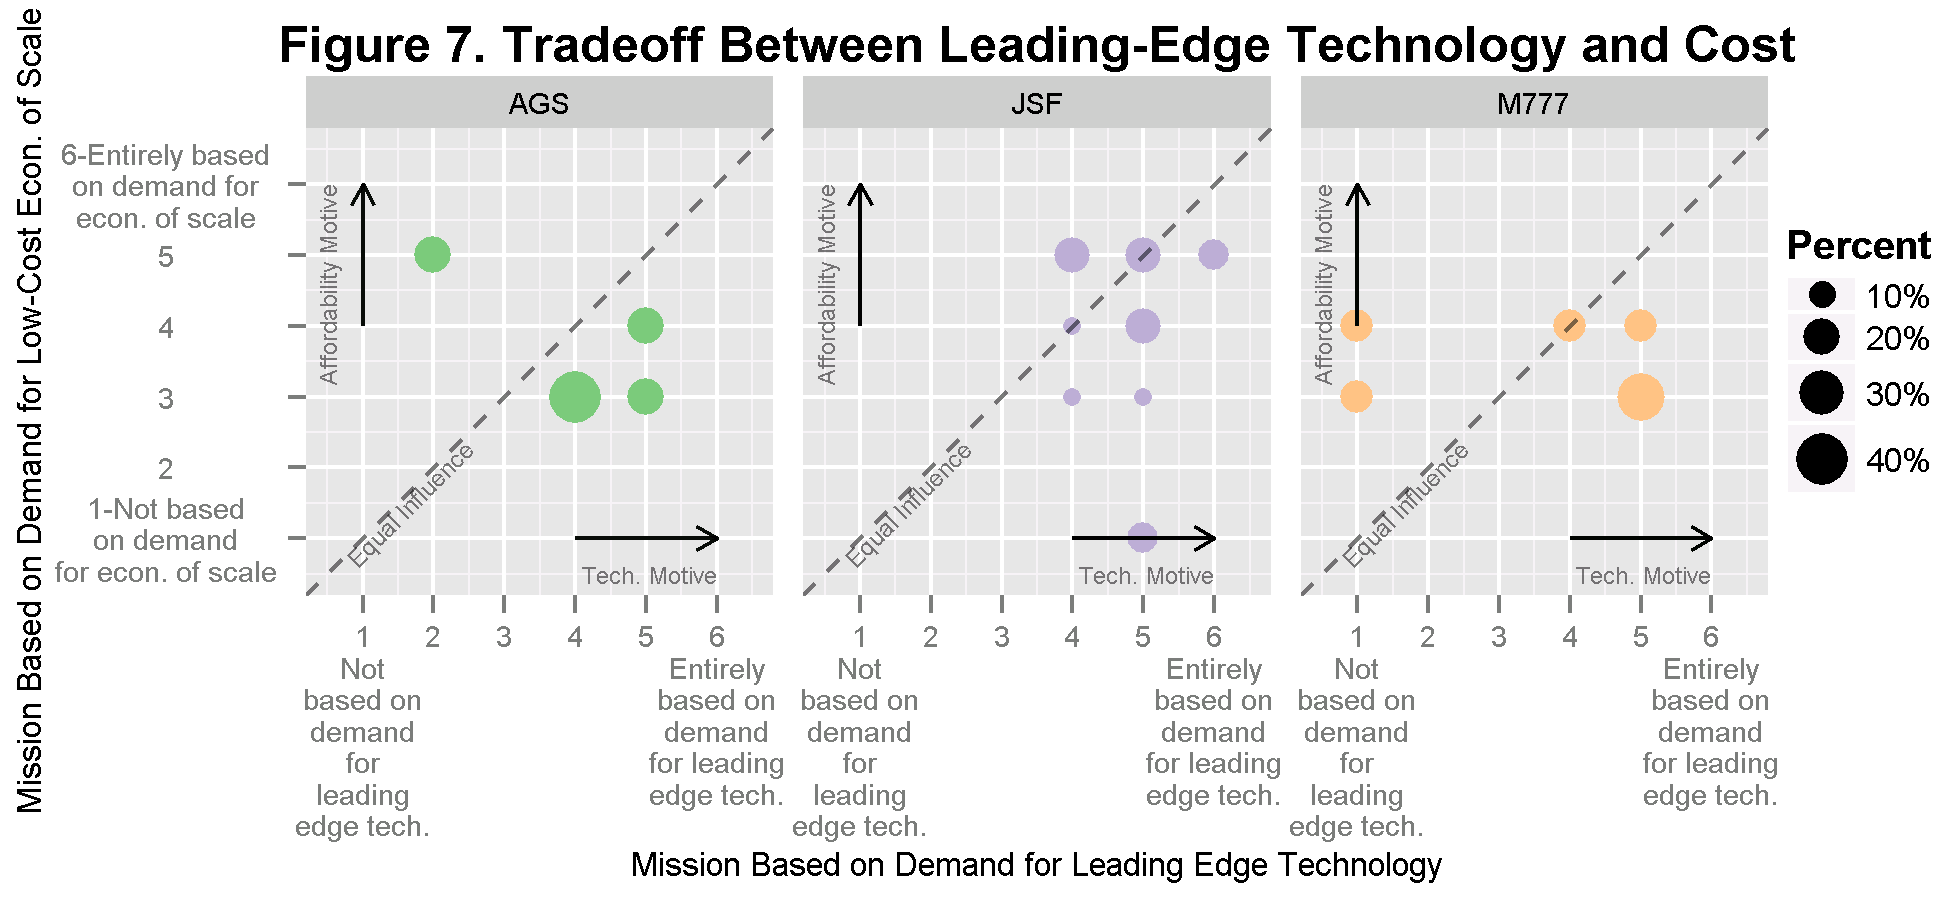 Figure 7. Tradeoff Between Leading-Edge Technology and Cost
Mission Based on Demand for Low-Cost Econ. of Scale
AGS
JSF
M777
6-Entirely based
on demand for
econ. of scale
5
4
3
2
1-Not based
on demand
for econ. of scale
Affordability Motive
Equal Influence
Tech. Motive
Affordability Motive
Equal Influence
Tech. Motive
Affordability Motive
Equal Influence
Tech. Motive
Percent
10%
20%
30%
40%
1 2 3 4 5 6
Not
based on
demand
for
leading
edge tech.
Entirely
based on
demand
for leading
edge tech.
1 2 3 4 5 6
Not
based on
demand
for
leading
edge tech.
Entirely
based on
demand
for leading
edge tech.
1 2 3 4 5 6
Not
based on
demand
for
leading
edge tech.
Entirely
based on
demand
for leading
edge tech.
Mission Based on Demand for Leading Edge Technology